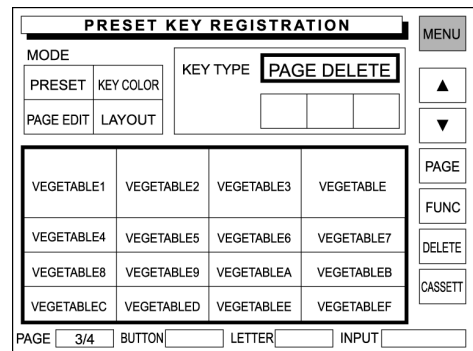 PRESET KEY REGISTRATION
MENU
MODE
PRESET KEY COLOR
PAGE EDIT LAYOUT
KEY TYPE PAGE DELETE
▲
▼
PAGE
FUNC
DELETE
CASSETT
VEGETABLE1 VEGETABLE2 VEGETABLE3 VEGETABLE
VEGETABLE4 VEGETABLE5 VEGETABLE6 VEGETABLE7
VEGETABLE8 VEGETABLE9 VEGETABLEA VEGETABLEB
VEGETABLEC VEGETABLED VEGETABLEE VEGETABLEF
PAGE 3/4 BUTTON LETTER INPUT